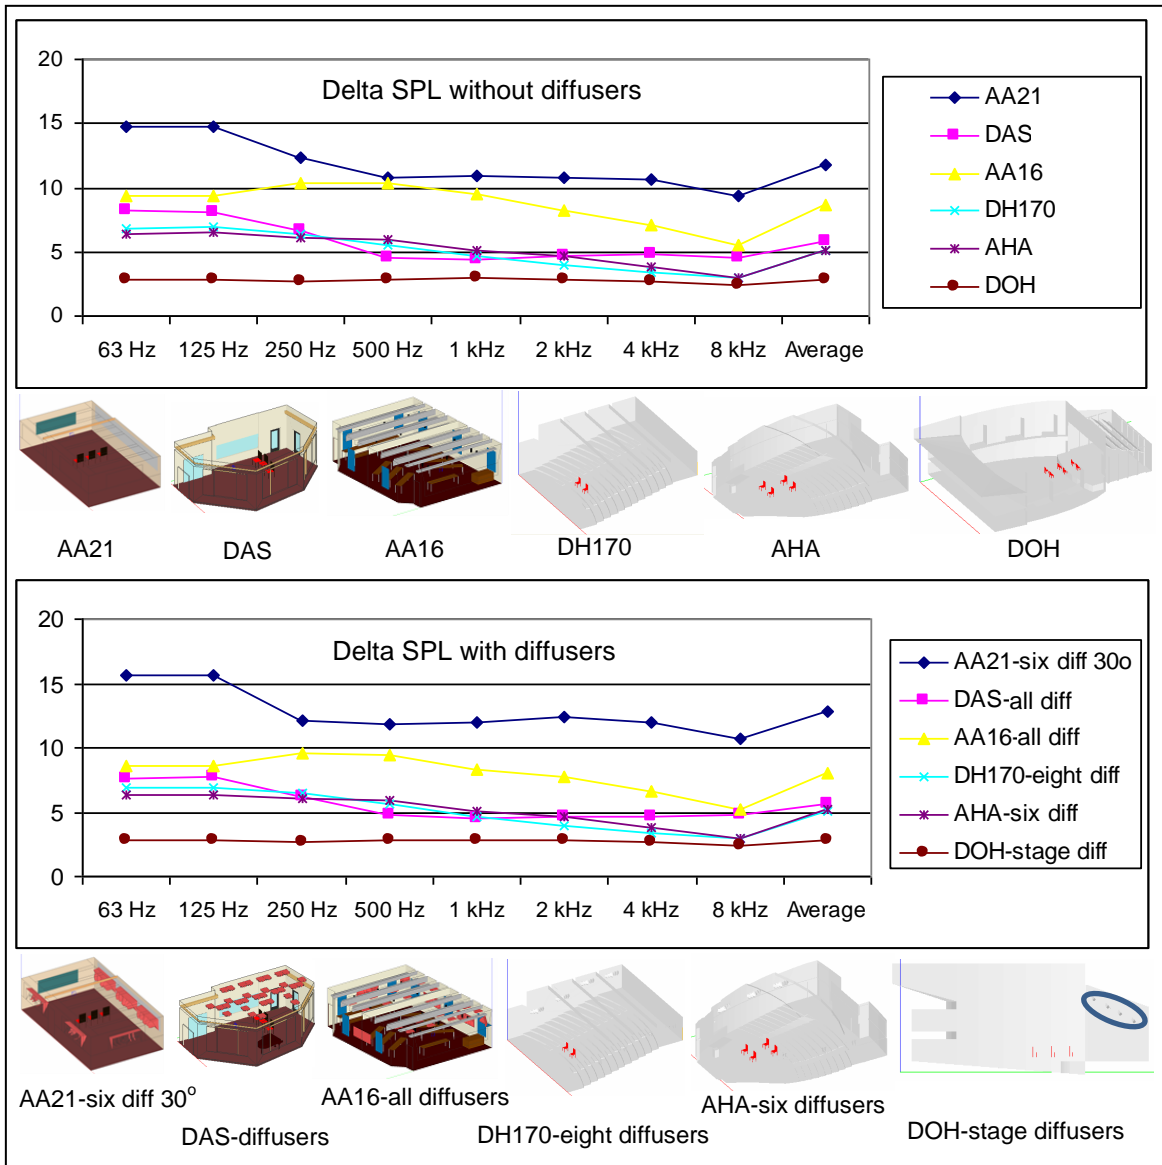 Delta SPL without diffusers
20
15
10
5
0
63 Hz 125 Hz 250 Hz 500 Hz 1 kHz 2 kHz 4 kHz 8 kHz Average
AA21
DAS
AA16
DH170
AHA
DOH
AA21 DAS AA16 DH170 AHA DOH
Delta SPL with diffusers
20
15
10
5
0
63 Hz 125 Hz 250 Hz 500 Hz 1 kHz 2 kHz 4 kHz 8 kHz Average
AA21-six diff 30o
DAS-all diff
AA16-all diff
DH170-eight diff
AHA-six diff
DOH-stage diff
AA21-six diff 30°
DAS-diffusers
AA16-all diffusers
DH170-eight diffusers
AHA-six diffusers
DOH-stage diffusers